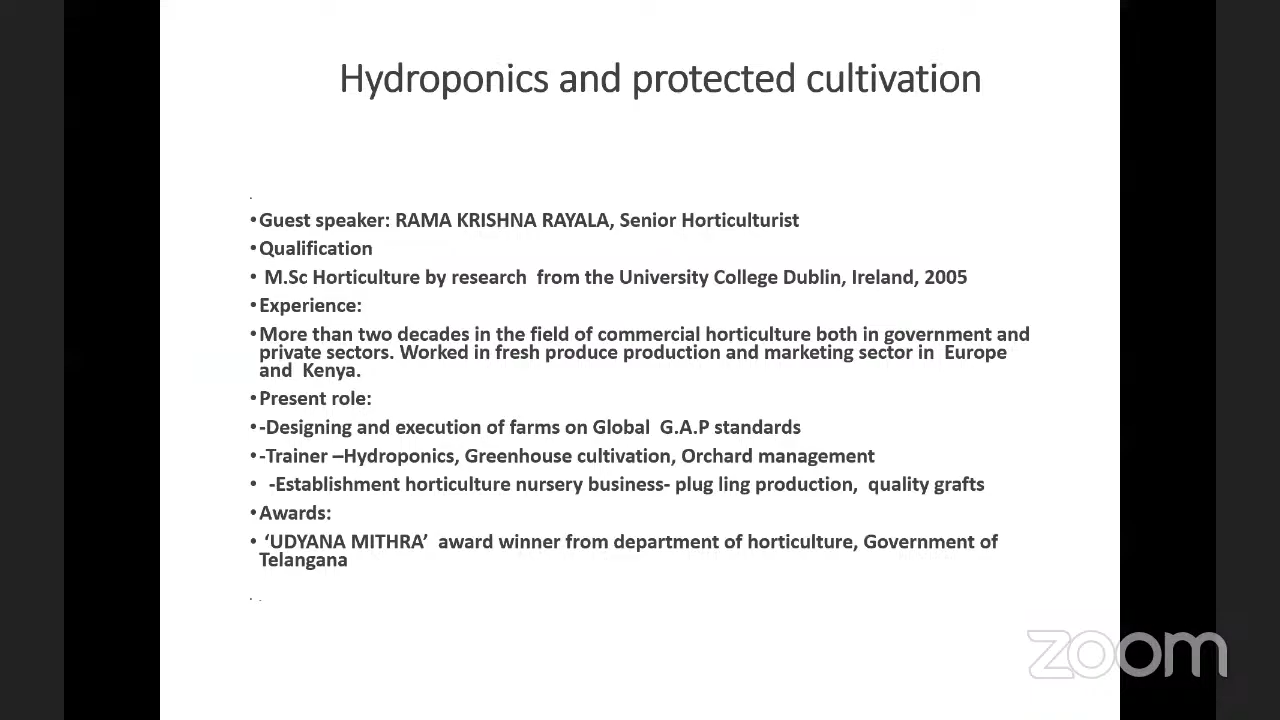 Hydroponics and protected cultivation
.
•Guest speaker: RAMA KRISHNA RAYALA, Senior Horticulturist
•Qualification
• M.Sc Horticulture by research  from the University College Dublin, Ireland, 2005
•Experience:
•More than two decades in the field of commercial horticulture both in government and
private sectors. Worked in fresh produce production and marketing sector in  Europe
and  Kenya.
•Present role:
•-Designing and execution of farms on Global  G.A.P standards
•-Trainer –Hydroponics, Greenhouse cultivation, Orchard management
•  -Establishment horticulture nursery business- plug ling production,  quality grafts
•Awards:
• ‘UDYANA MITHRA’  award winner from department of horticulture, Government of
Telangana
zoom